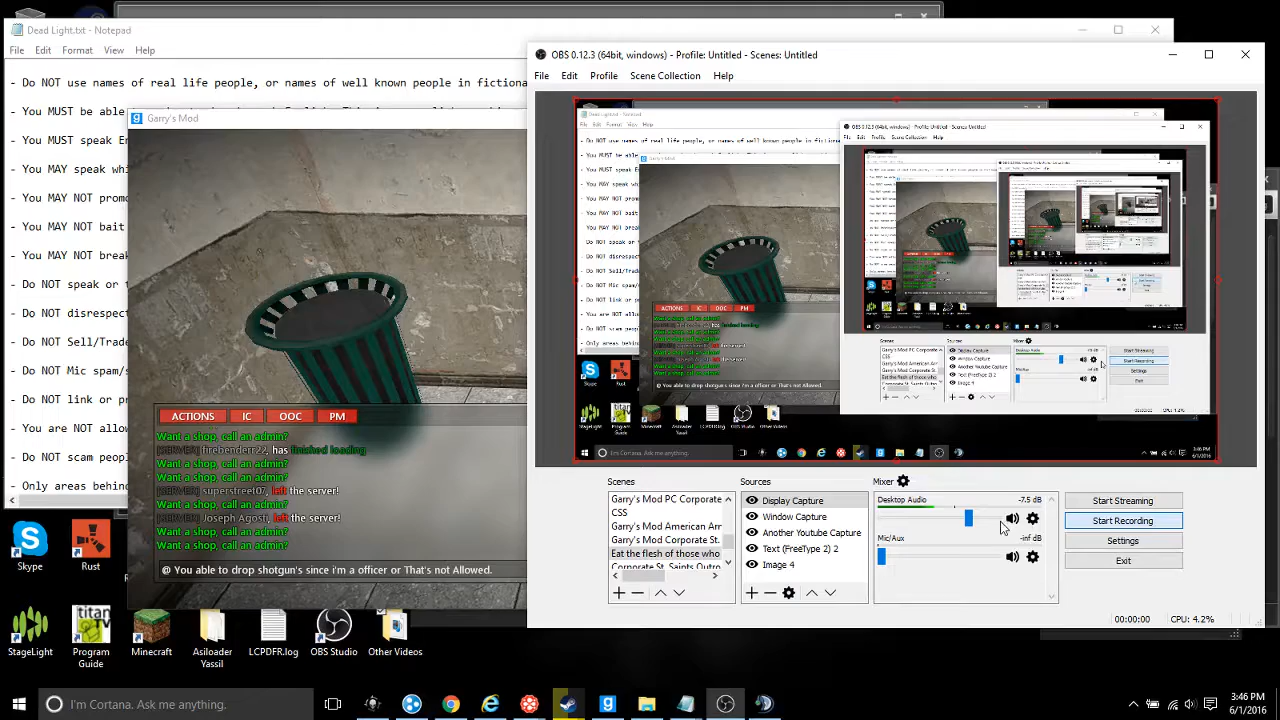 Dead Light.txt - Notepad
File Edit Format View Help
- Do NOT use names of real life people, or names of well known people in fiction
- You MUST be able
- You MUST speak E
- You MAY speak wh
- You MAY NOT prom
- You MAY NOT bait
- You MAY NOT brea
- Do NOT speak or
- Do NOT disrespect
- Do NOT Sell/Trad
- Do NOT Mic spam/
- Do NOT link or p
- You are NOT allow
- Do NOT scam peop
- Only areas behin
Garry's Mod
ACTIONS IC OOC PM
Want a shop, call an admin?
[SERVER] firebenderr22, has finished loading
Want a shop, call an admin?
Want a shop, call an admin?
[SERVER] superstreet07, left the server!
Want a shop, call an admin?
[SERVER] Joseph Agosti, left the server!
Want a shop, call an admin?
Want a shop, call an admin?
@ You able to drop shotgun's since i'm a officer or That's not Allowed.
OBS 0.12.3 (64bit, windows) - Profile: Untitled - Scenes: Untitled
File Edit Profile Scene Collection Help
Scenes
Garry's Mod PC Corporate
CSS
Garry's Mod American Arr
Garry's Mod Corporate St.
Eat the flesh of those who
Corporate St. Saints Outro
Sources
Display Capture
Window Capture
Another Youtube Capture
Text (FreeType 2) 2
Image 4
Mixer
Desktop Audio -7.5 dB
Mic/Aux -inf dB
Start Streaming
Start Recording
Settings
Exit
00:00:00 CPU: 4.2%
Skype
Rust
StageLight
Program Guide
Minecraft
Asiloader Yassil
LCPDFR.log
OBS Studio
Other Videos
I'm Cortana. Ask me anything.
3:46 PM
6/1/2016